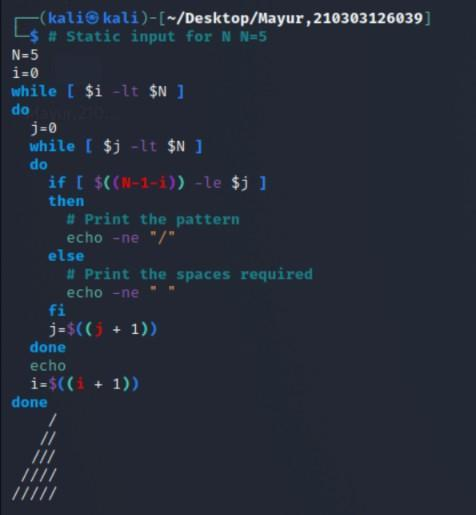 ┌──(kali㉿kali)-[~/Desktop/Mayur,210303126039]
└─$ # Static input for N N=5
N=5
i=0
while [ $i -lt $N ]
do
  j=0
  while [ $j -lt $N ]
  do
    if [ $((N-1-i)) -le $j ]
    then
      # Print the pattern
      echo -ne "/"
    else
      # Print the spaces required
      echo -ne " "
    fi
    j=$((j + 1))
  done
  echo
  i=$((i + 1))
done
    /
   //
  ///
 ////
/////